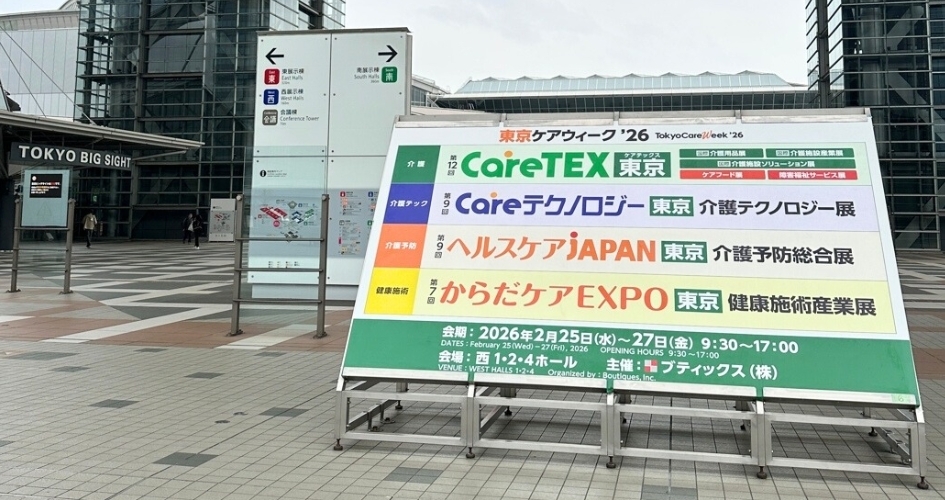 TOKYO BIG SIGHT
東 東展示棟
East Halls
西 西展示棟
West Halls
会議 会議棟
Conference Tower
南展示棟 南
South Halls
東京ケアウィーク'26 TokyoCareWeek '26
介護 第12回 CareTEX 東京 ケアテックス
介護用品展 介護施設産業展
介護施設ソリューション展
ケアフード展 障害福祉サービス展
介護テック 第9回 Careテクノロジー 東京 介護テクノロジー展
介護予防 第9回 ヘルスケアJAPAN 東京 介護予防総合展
健康施術 第7回 からだケアEXPO 東京 健康施術産業展
会期：2026年2月25日(水)～27日(金) 9:30～17:00
DATES : February 25(Wed)～27(Fri), 2026 OPENING HOURS 9:30～17:00
会場：西1・2・4ホール 主催：ブティックス(株)
VENUE : WEST HALLS 1・2・4 Organized by : Boutiques, Inc.